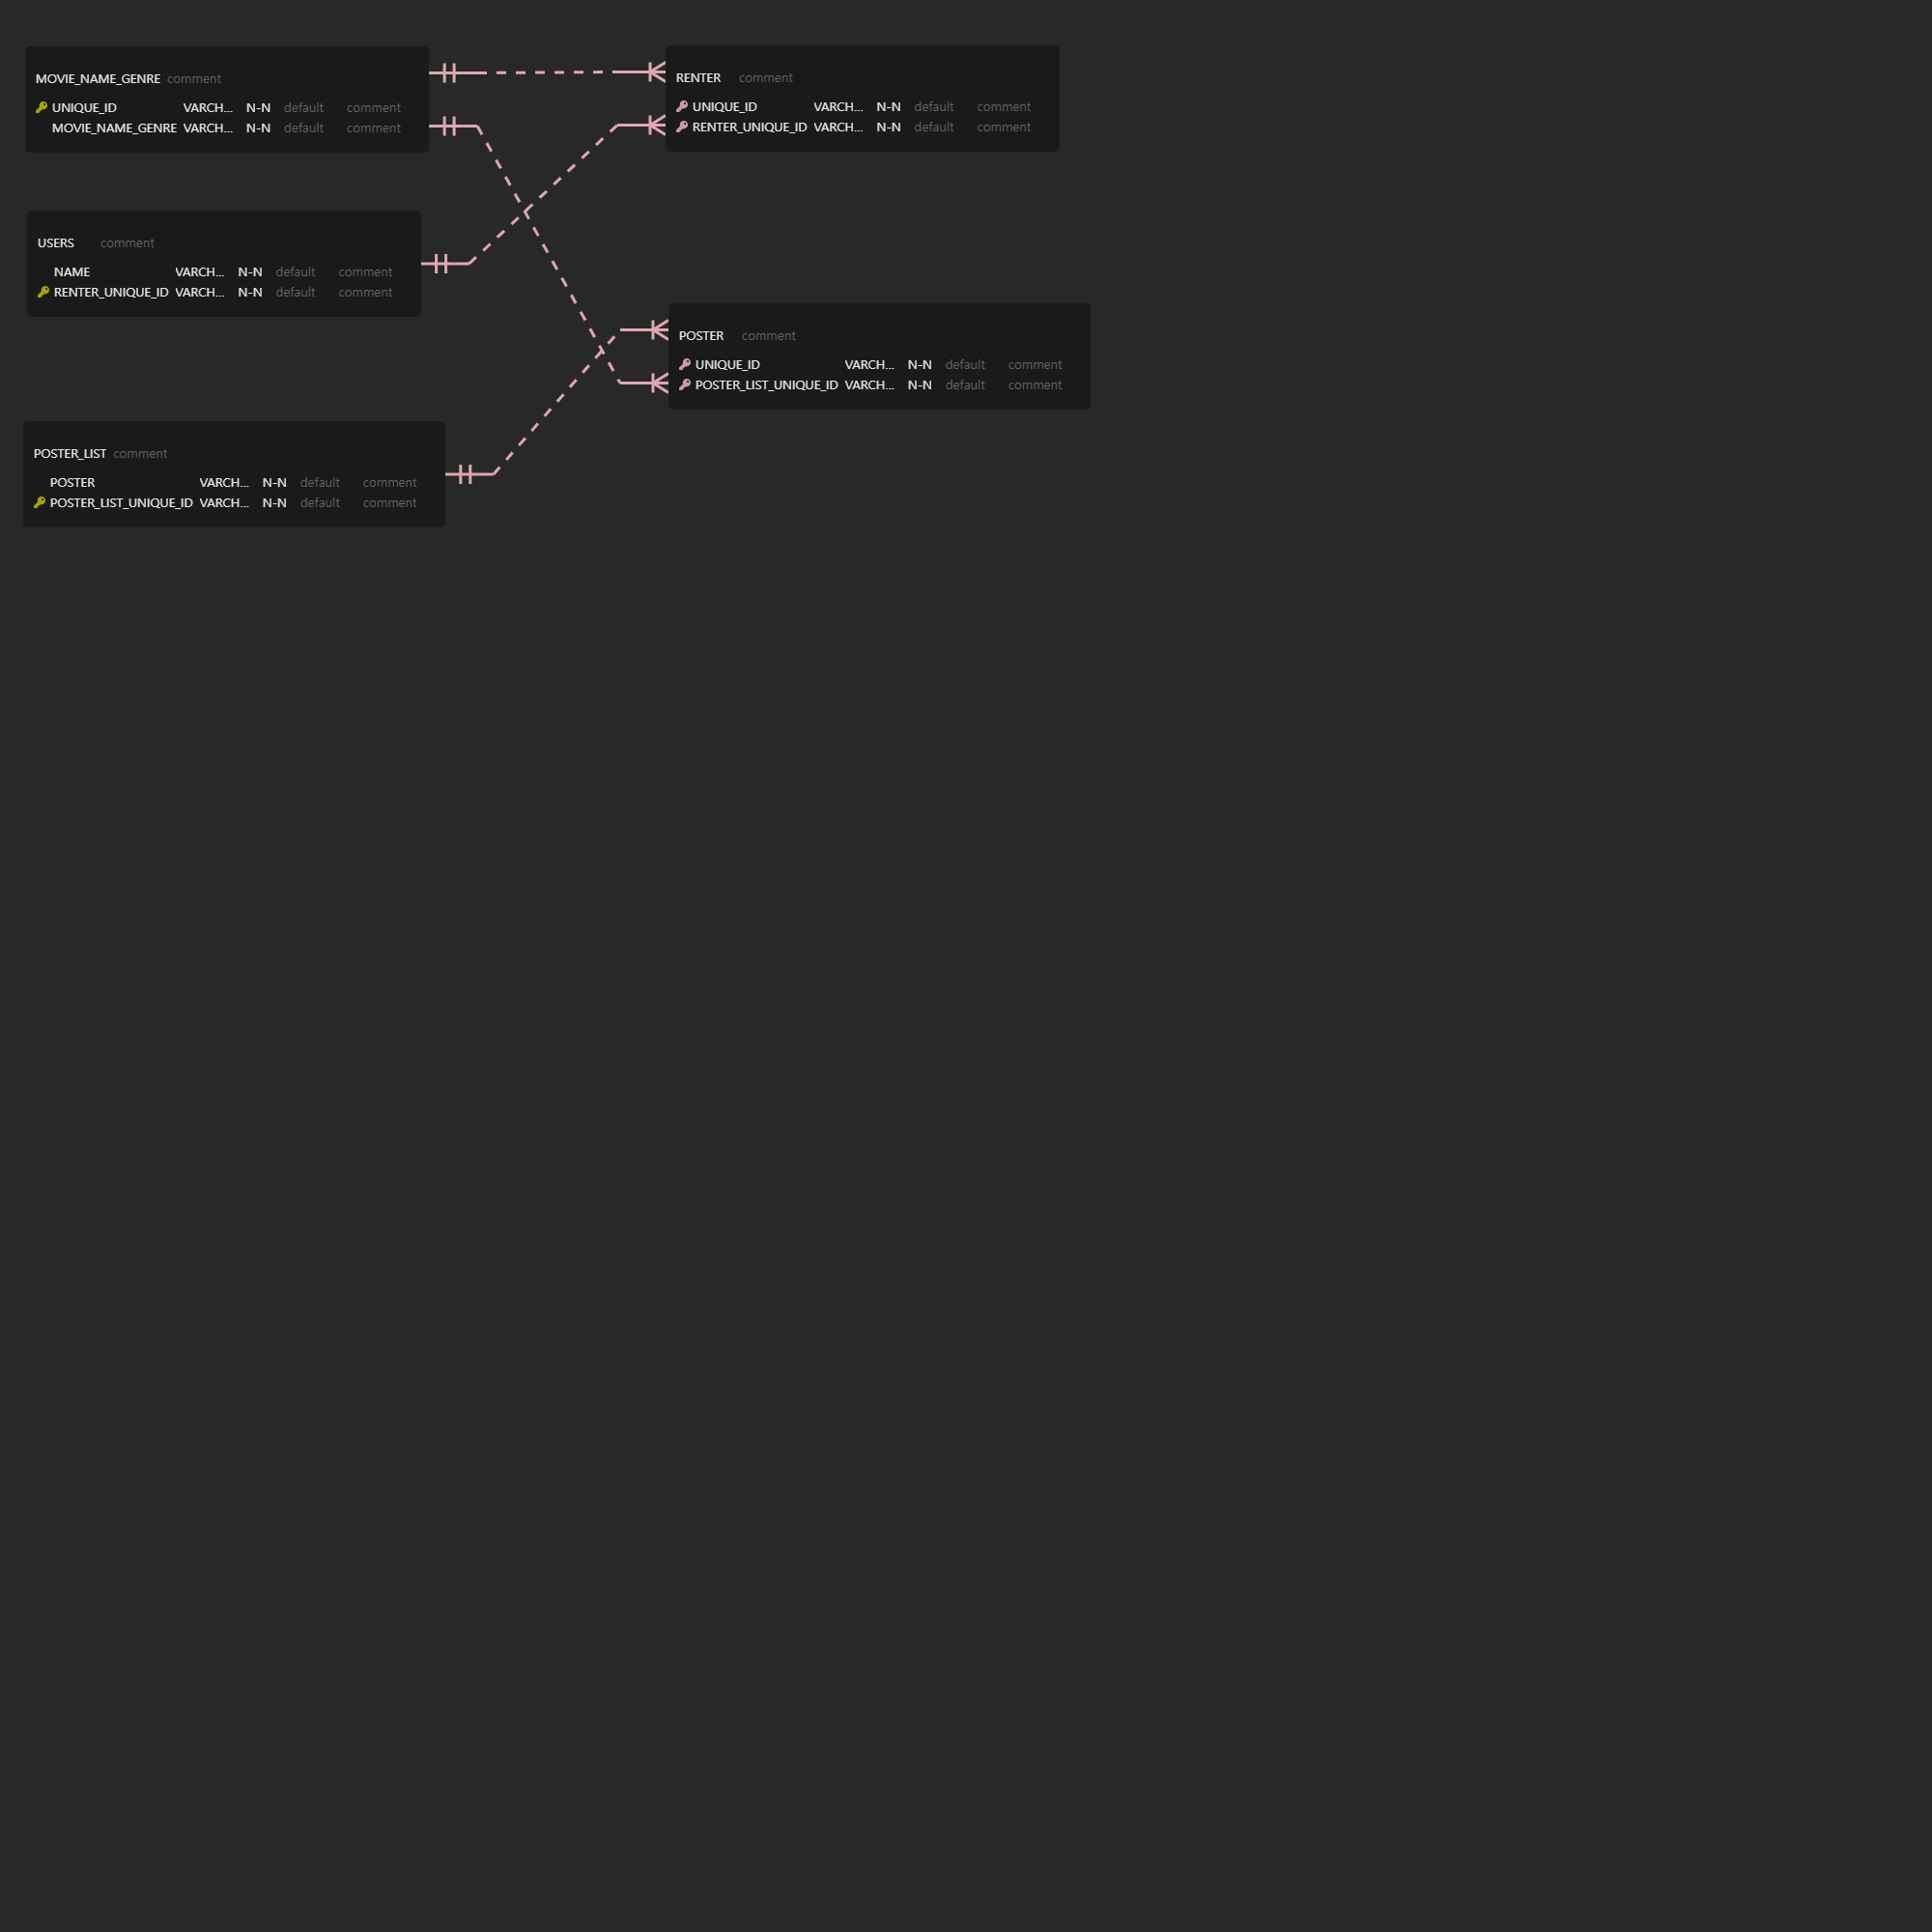 MOVIE_NAME_GENRE comment
UNIQUE_ID VARCH... N-N default comment
MOVIE_NAME_GENRE VARCH... N-N default comment
RENTER comment
UNIQUE_ID VARCH... N-N default comment
RENTER_UNIQUE_ID VARCH... N-N default comment
USERS comment
NAME VARCH... N-N default comment
RENTER_UNIQUE_ID VARCH... N-N default comment
POSTER comment
UNIQUE_ID VARCH... N-N default comment
POSTER_LIST_UNIQUE_ID VARCH... N-N default comment
POSTER_LIST comment
POSTER VARCH... N-N default comment
POSTER_LIST_UNIQUE_ID VARCH... N-N default comment